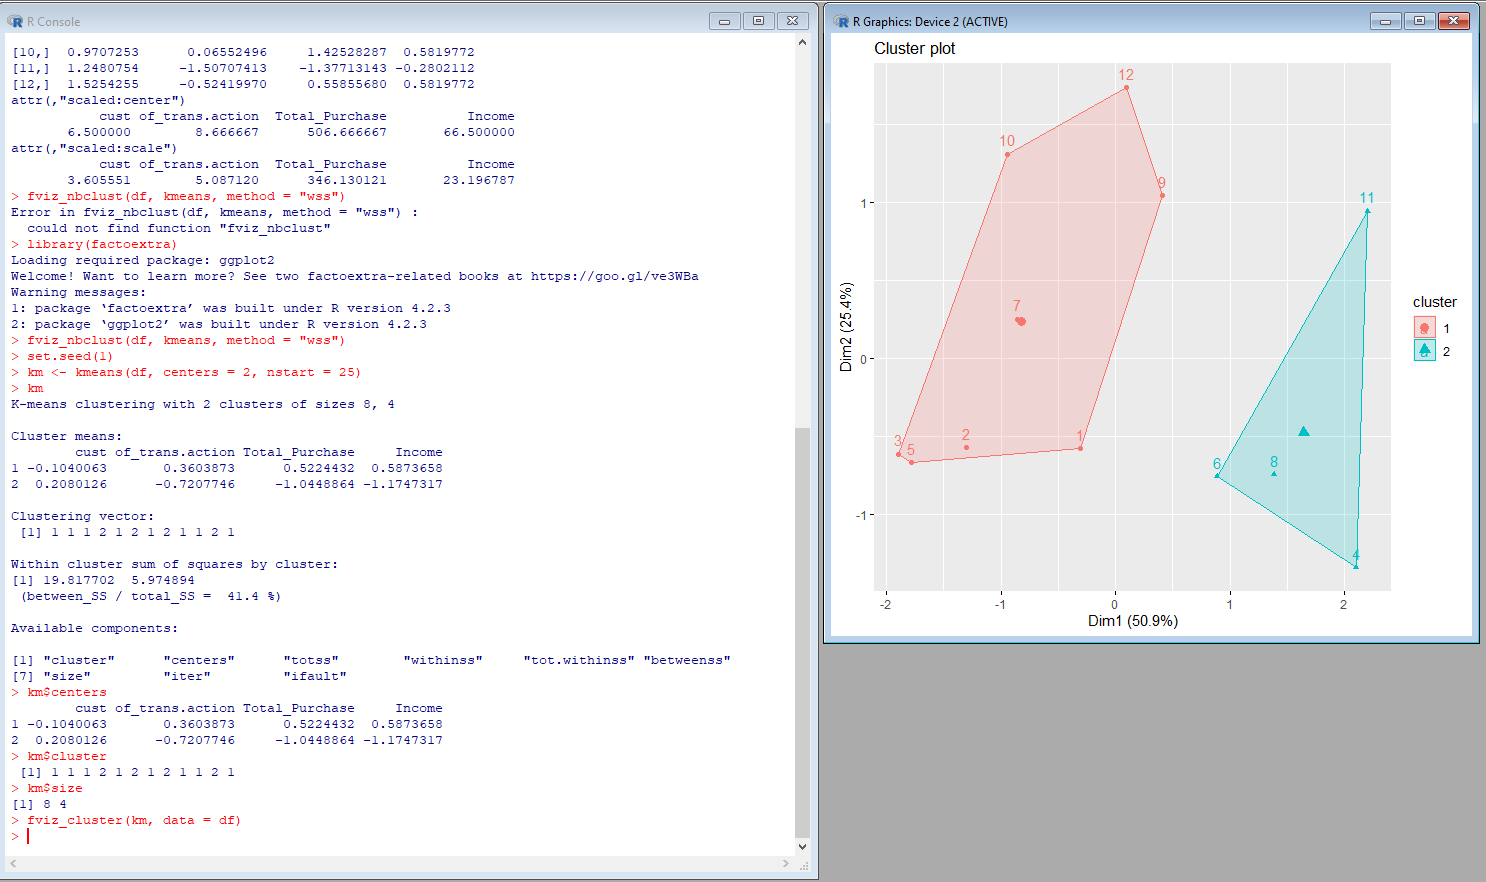 R Console
[10,]  0.9707253      0.06552496     1.42528287  0.5819772
[11,]  1.2480754     -1.50707413    -1.37713143 -0.2802112
[12,]  1.5254255     -0.52419970     0.55855680  0.5819772
attr(,"scaled:center")
           cust of_trans.action  Total_Purchase          Income
       6.500000        8.666667      506.666667       66.500000
attr(,"scaled:scale")
           cust of_trans.action  Total_Purchase          Income
       3.605551        5.087120      346.130121       23.196787
> fviz_nbclust(df, kmeans, method = "wss")
Error in fviz_nbclust(df, kmeans, method = "wss") :
  could not find function "fviz_nbclust"
> library(factoextra)
Loading required package: ggplot2
Welcome! Want to learn more? See two factoextra-related books at https://goo.gl/ve3WBa
Warning messages:
1: package ‘factoextra’ was built under R version 4.2.3
2: package ‘ggplot2’ was built under R version 4.2.3
> fviz_nbclust(df, kmeans, method = "wss")
> set.seed(1)
> km <- kmeans(df, centers = 2, nstart = 25)
> km
K-means clustering with 2 clusters of sizes 8, 4
Cluster means:
        cust of_trans.action Total_Purchase     Income
1 -0.1040063       0.3603873      0.5224432  0.5873658
2  0.2080126      -0.7207746     -1.0448864 -1.1747317
Clustering vector:
 [1] 1 1 1 2 1 2 1 2 1 1 2 1
Within cluster sum of squares by cluster:
[1] 19.817702  5.974894
 (between_SS / total_SS =  41.4 %)
Available components:
[1] "cluster"      "centers"      "totss"        "withinss"     "tot.withinss" "betweenss"
[7] "size"         "iter"         "ifault"
> km$centers
        cust of_trans.action Total_Purchase     Income
1 -0.1040063       0.3603873      0.5224432  0.5873658
2  0.2080126      -0.7207746     -1.0448864 -1.1747317
> km$cluster
 [1] 1 1 1 2 1 2 1 2 1 1 2 1
> km$size
[1] 8 4
> fviz_cluster(km, data = df)
>
R Graphics: Device 2 (ACTIVE)
Cluster plot
12
10
9
11
7
3
5
2
1
6
8
4
1
0
-1
Dim2 (25.4%)
-2 -1 0 1 2
Dim1 (50.9%)
cluster
a 1
a 2